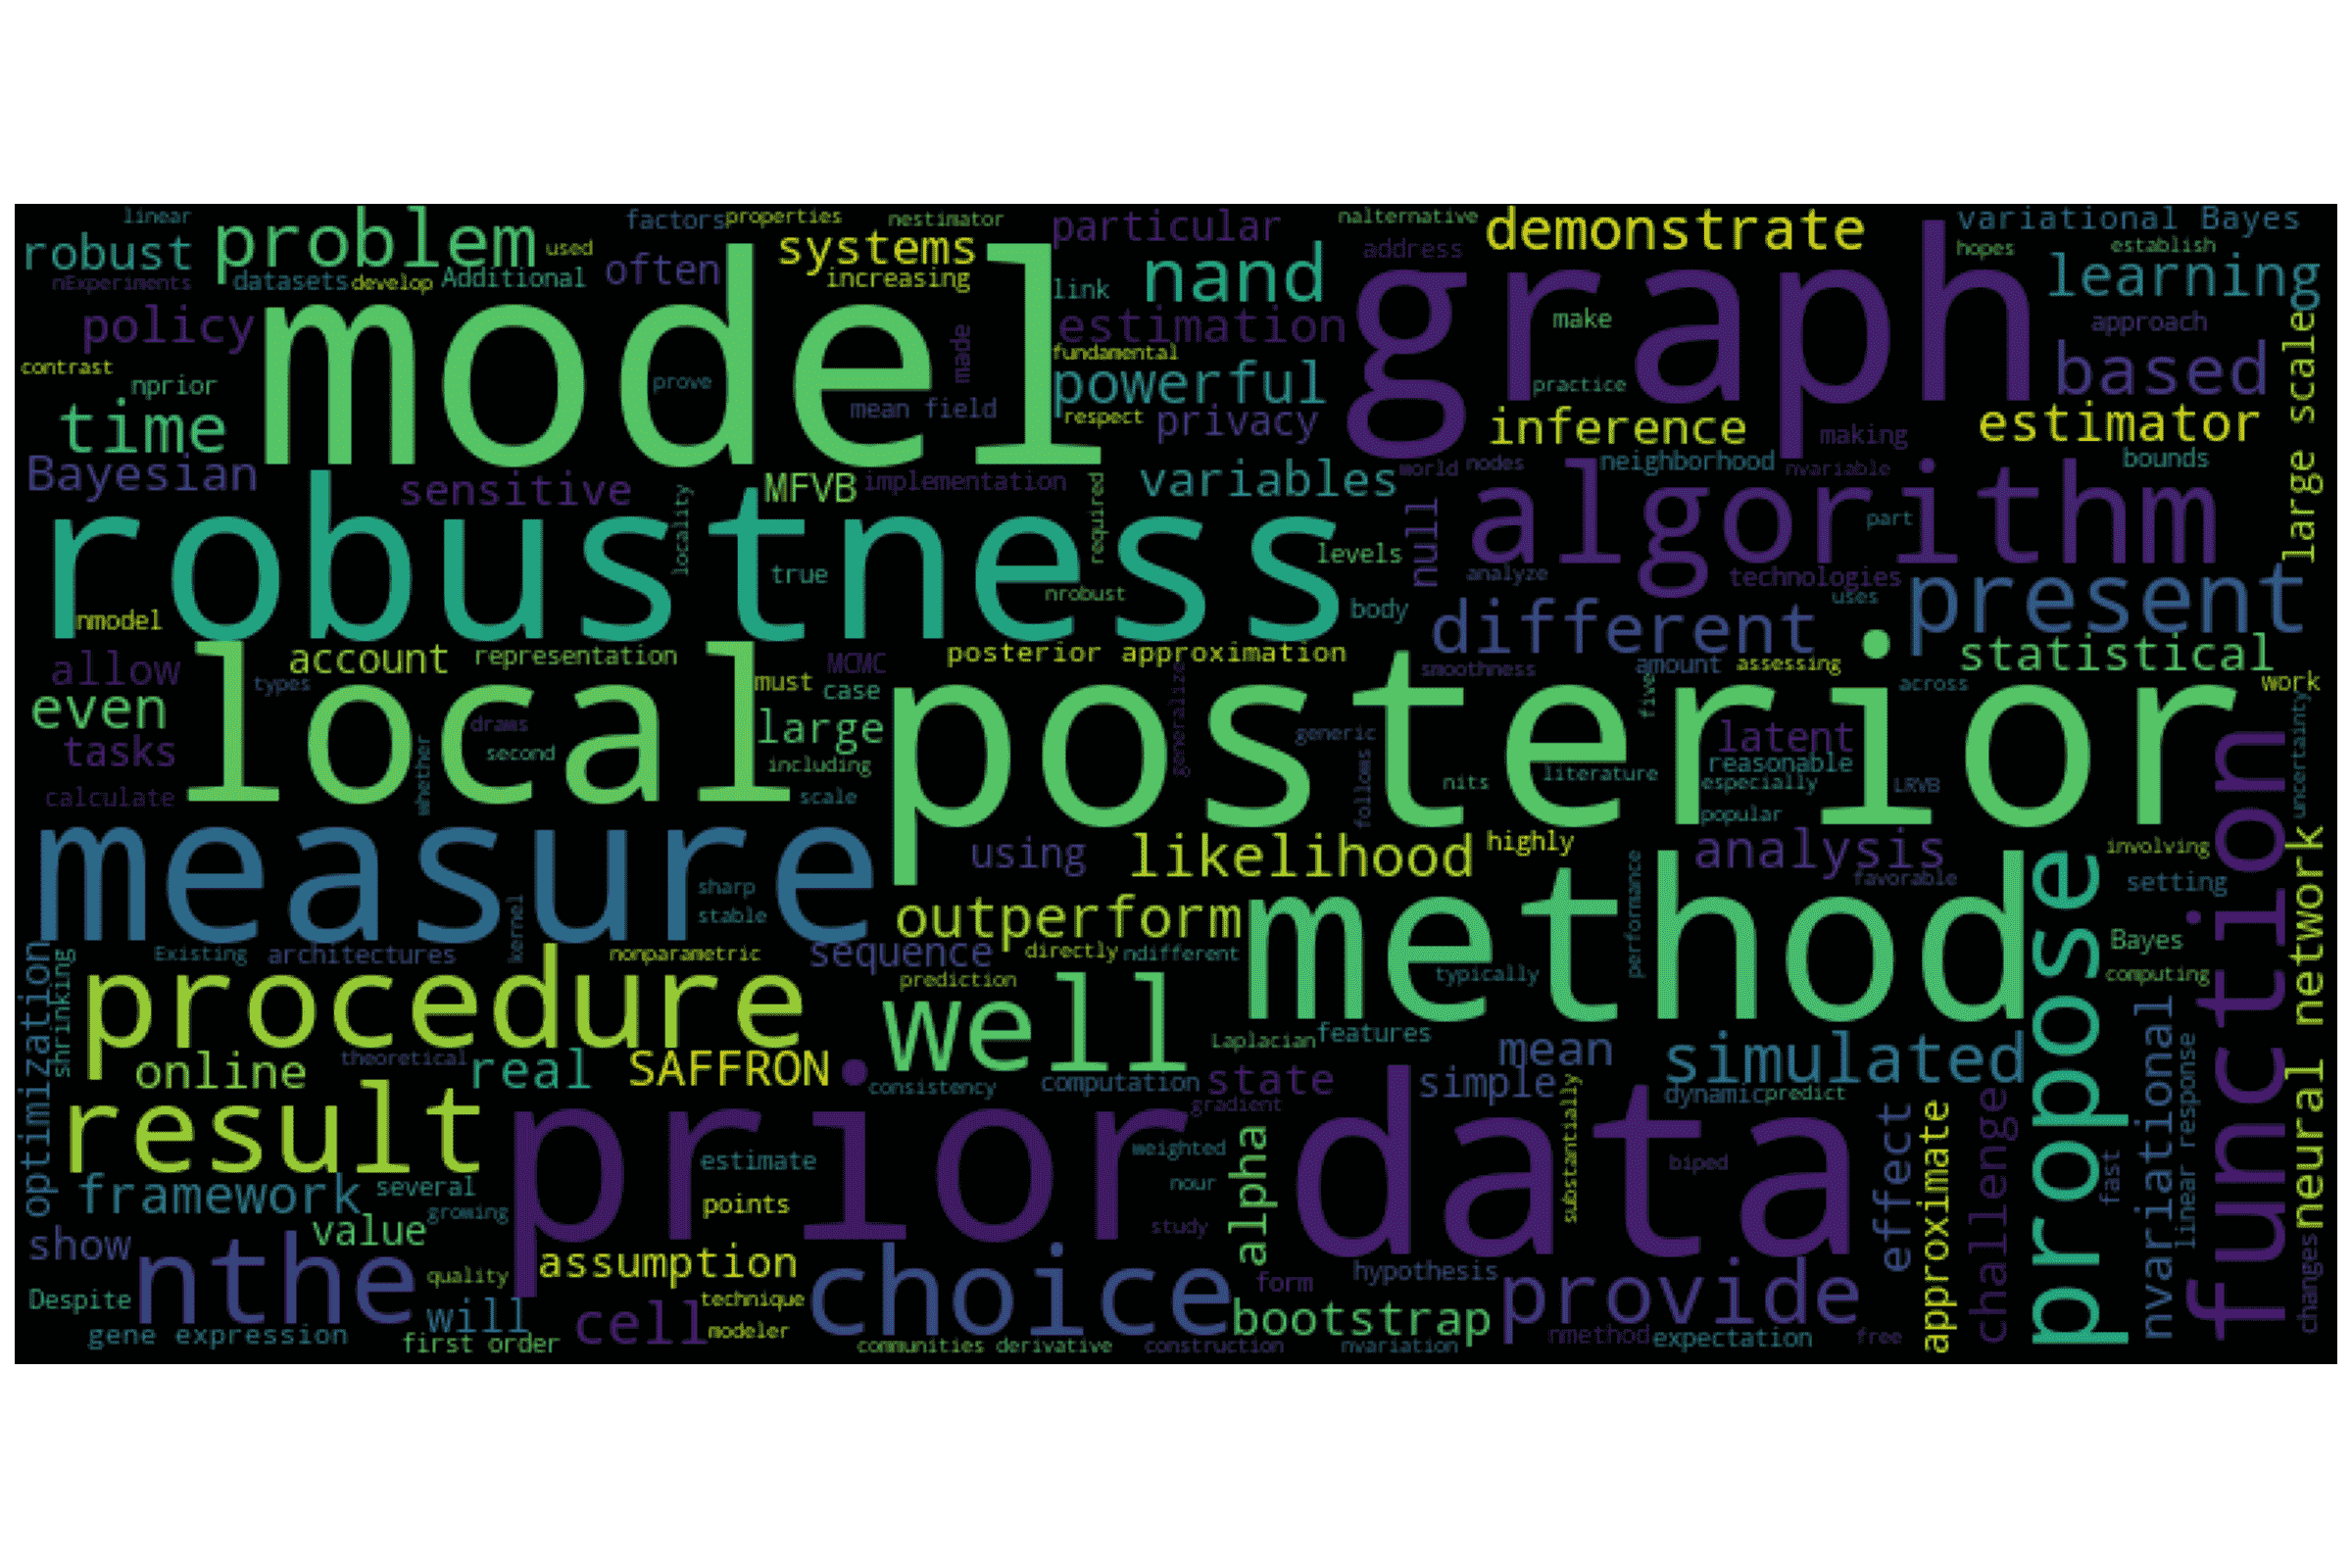 linear
factors
properties
nestimator
particular
nalternative
demonstrate
variational Bayes
robust
problem
used
systems
address
hopes
establish
nExperiments
datasets
develop
Additional
often
increasing
link
nand
graph
learning
policy
model
made
estimation
make
approach
large scale
contrast
nprior
prove
fundamental
powerful
practice
based
time
mean field
respect
privacy
inference
making
estimator
Bayesian
sensitive
MFVB
implementation
variables
world
nodes
neighborhood
nvariable
bounds
robustness
locality
required
null
algorithm
part
true
levels
analyze
technologies
uses
nmodel
nrobust
body
different
present
allow
account
representation
MCMC
posterior approximation
smoothness
amount
assessing
statistical
types
must
case
generalize
five
across
work
even
local
draws
large
posterior
latent
uncertainty
tasks
second
including
generic
literature
reasonable
especially
LRVB
calculate
whether
scale
follows
nits
popular
function
measure
using
likelihood
highly
analysis
involving
sharp
stable
favorable
setting
outperform
method
performance
propose
neural network
optimization
Existing
architectures
kernel
nonparametric
sequence
directly
ndifferent
typically
Bayes
shrinking
procedure
prediction
well
computing
online
theoretical
real
SAFFRON
Laplacian
features
mean
simulated
nvariational
linear response
result
consistency
computation
state
simple
dynamic
predict
prior
gradient
data
substantially
effect
approximate
challenge
fast
framework
several
estimate
weighted
alpha
biped
growing
points
nour
show
nthe
value
study
assumption
choice
hypothesis
provide
changes
Despite
quality
will
cell
technique
form
bootstrap
gene expression
first order
modeler
communities
derivative
construction
nvariation
nmethod
expectation
free